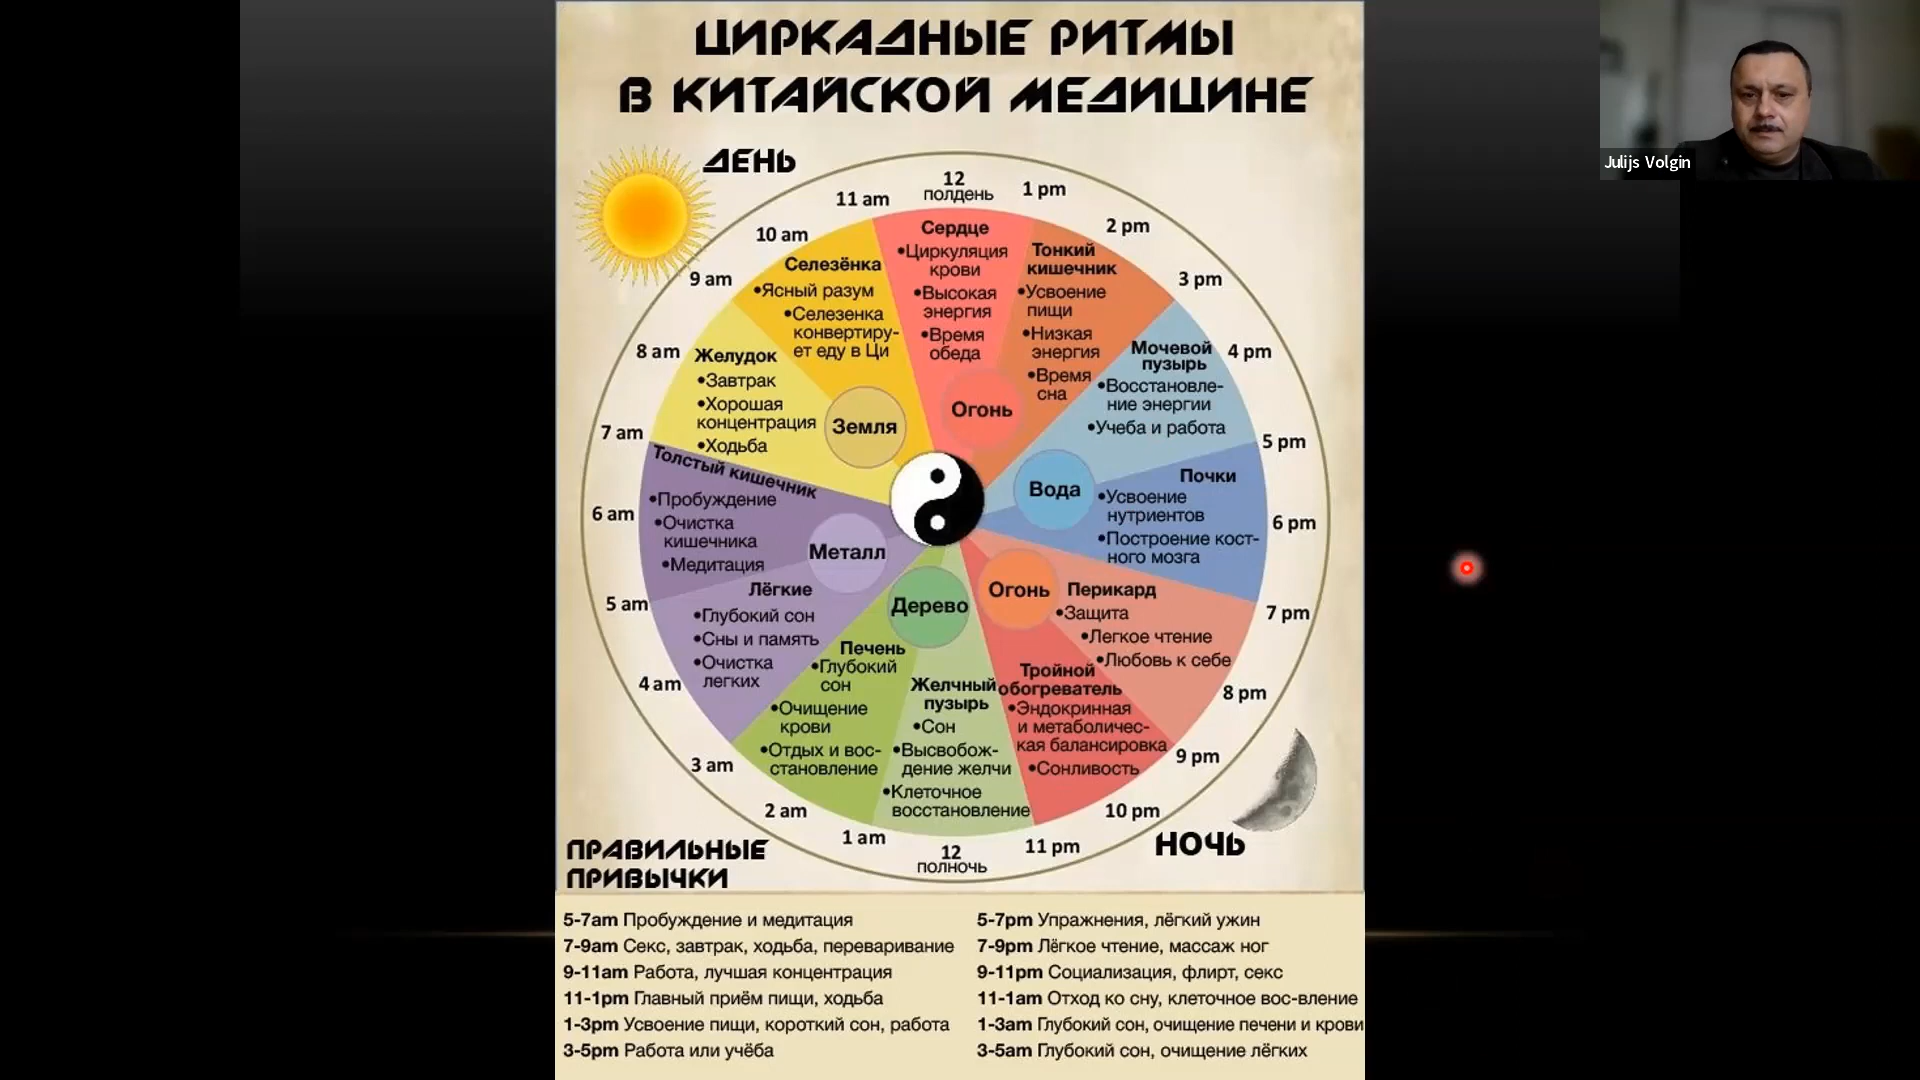 ЦИРКАДНЫЕ РИТМЫ
В КИТАЙСКОЙ МЕДИЦИНЕ
Julijs Volgin
ДЕНЬ
12
полдень
1 pm
2 pm
3 pm
4 pm
5 pm
6 pm
7 pm
8 pm
9 pm
10 pm
11 pm
12
полночь
1 am
2 am
3 am
4 am
5 am
6 am
7 am
8 am
9 am
10 am
11 am
Сердце
•Циркуляция
крови
•Высокая
энергия
•Время
обеда
Тонкий
кишечник
•Усвоение
пищи
•Низкая
энергия
•Время
сна
Огонь
Мочевой
пузырь
•Восстановле-
ние энергии
•Учеба и работа
Вода
Почки
•Усвоение
нутриентов
•Построение кост-
ного мозга
Перикард
•Защита
•Легкое чтение
•Любовь к себе
Огонь
Тройной
обогреватель
•Эндокринная
и метаболичес-
кая балансировка
•Сонливость
Желчный
пузырь
•Сон
•Высвобож-
дение желчи
•Клеточное
восстановление
Дерево
Печень
•Глубокий
сон
•Очищение
крови
•Отдых и вос-
становление
Лёгкие
•Глубокий сон
•Сны и память
•Очистка
легких
Металл
Толстый кишечник
•Пробуждение
•Очистка
кишечника
•Медитация
Желудок
•Завтрак
•Хорошая
концентрация
•Ходьба
Земля
Селезёнка
•Ясный разум
•Селезенка
конвертиру-
ет еду в Ци
НОЧЬ
ПРАВИЛЬНЫЕ
ПРИВЫЧКИ
5-7am Пробуждение и медитация
7-9am Секс, завтрак, ходьба, переваривание
9-11am Работа, лучшая концентрация
11-1pm Главный приём пищи, ходьба
1-3pm Усвоение пищи, короткий сон, работа
3-5pm Работа или учёба
5-7pm Упражнения, лёгкий ужин
7-9pm Лёгкое чтение, массаж ног
9-11pm Социализация, флирт, секс
11-1am Отход ко сну, клеточное вос-вление
1-3am Глубокий сон, очищение печени и крови
3-5am Глубокий сон, очищение лёгких